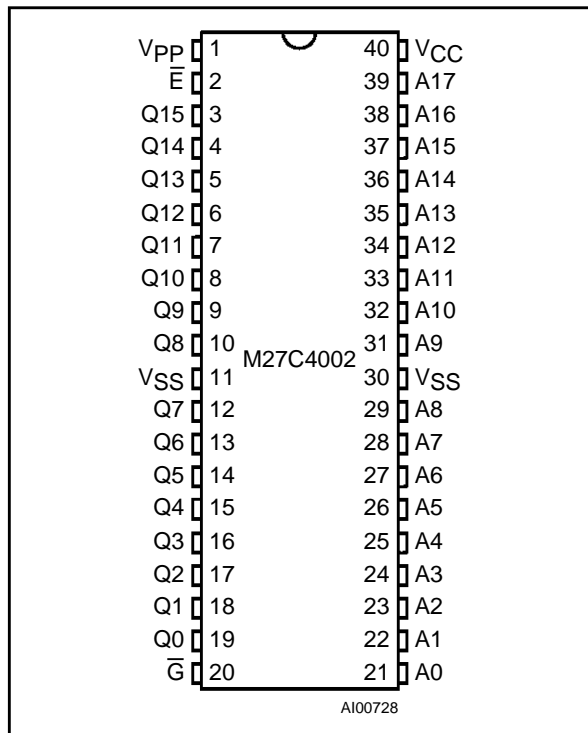 VPP 1 40 VCC
E̅ 2 39 A17
Q15 3 38 A16
Q14 4 37 A15
Q13 5 36 A14
Q12 6 35 A13
Q11 7 34 A12
Q10 8 33 A11
Q9 9 32 A10
Q8 10 31 A9
M27C4002
VSS 11 30 VSS
Q7 12 29 A8
Q6 13 28 A7
Q5 14 27 A6
Q4 15 26 A5
Q3 16 25 A4
Q2 17 24 A3
Q1 18 23 A2
Q0 19 22 A1
G̅ 20 21 A0
AI00728